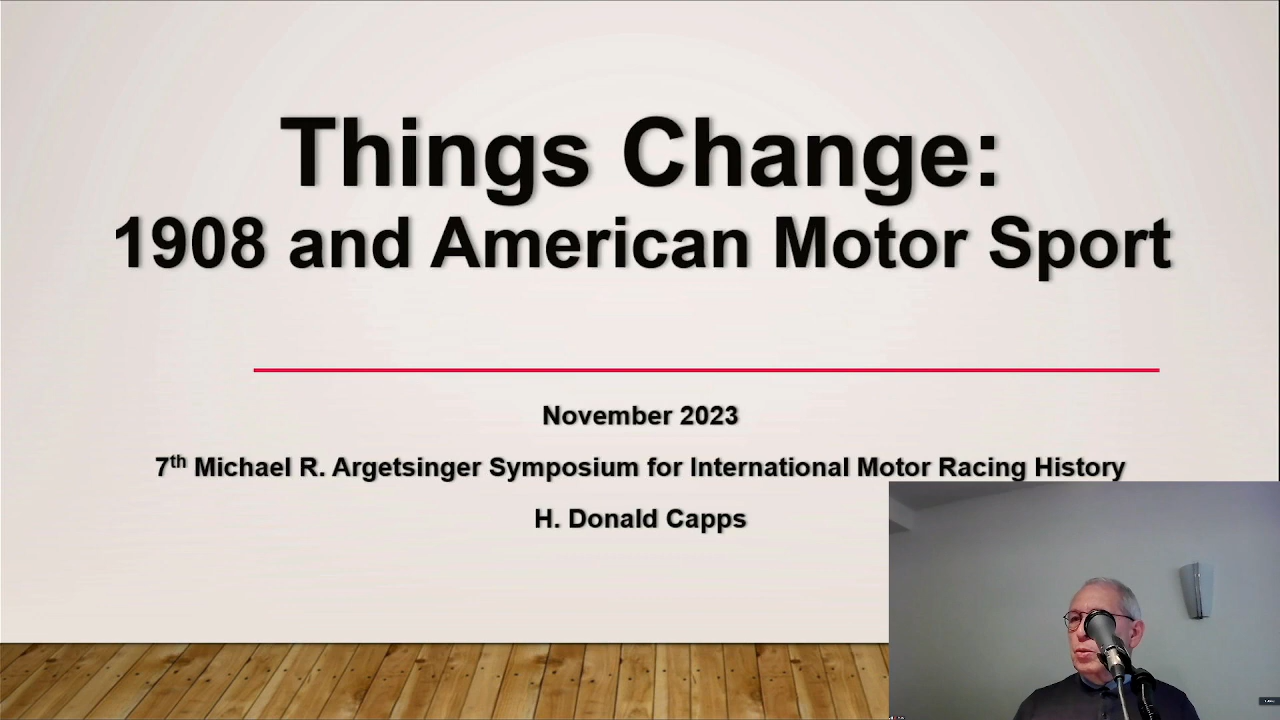 Things Change:
1908 and American Motor Sport
November 2023
7th Michael R. Argetsinger Symposium for International Motor Racing History
H. Donald Capps